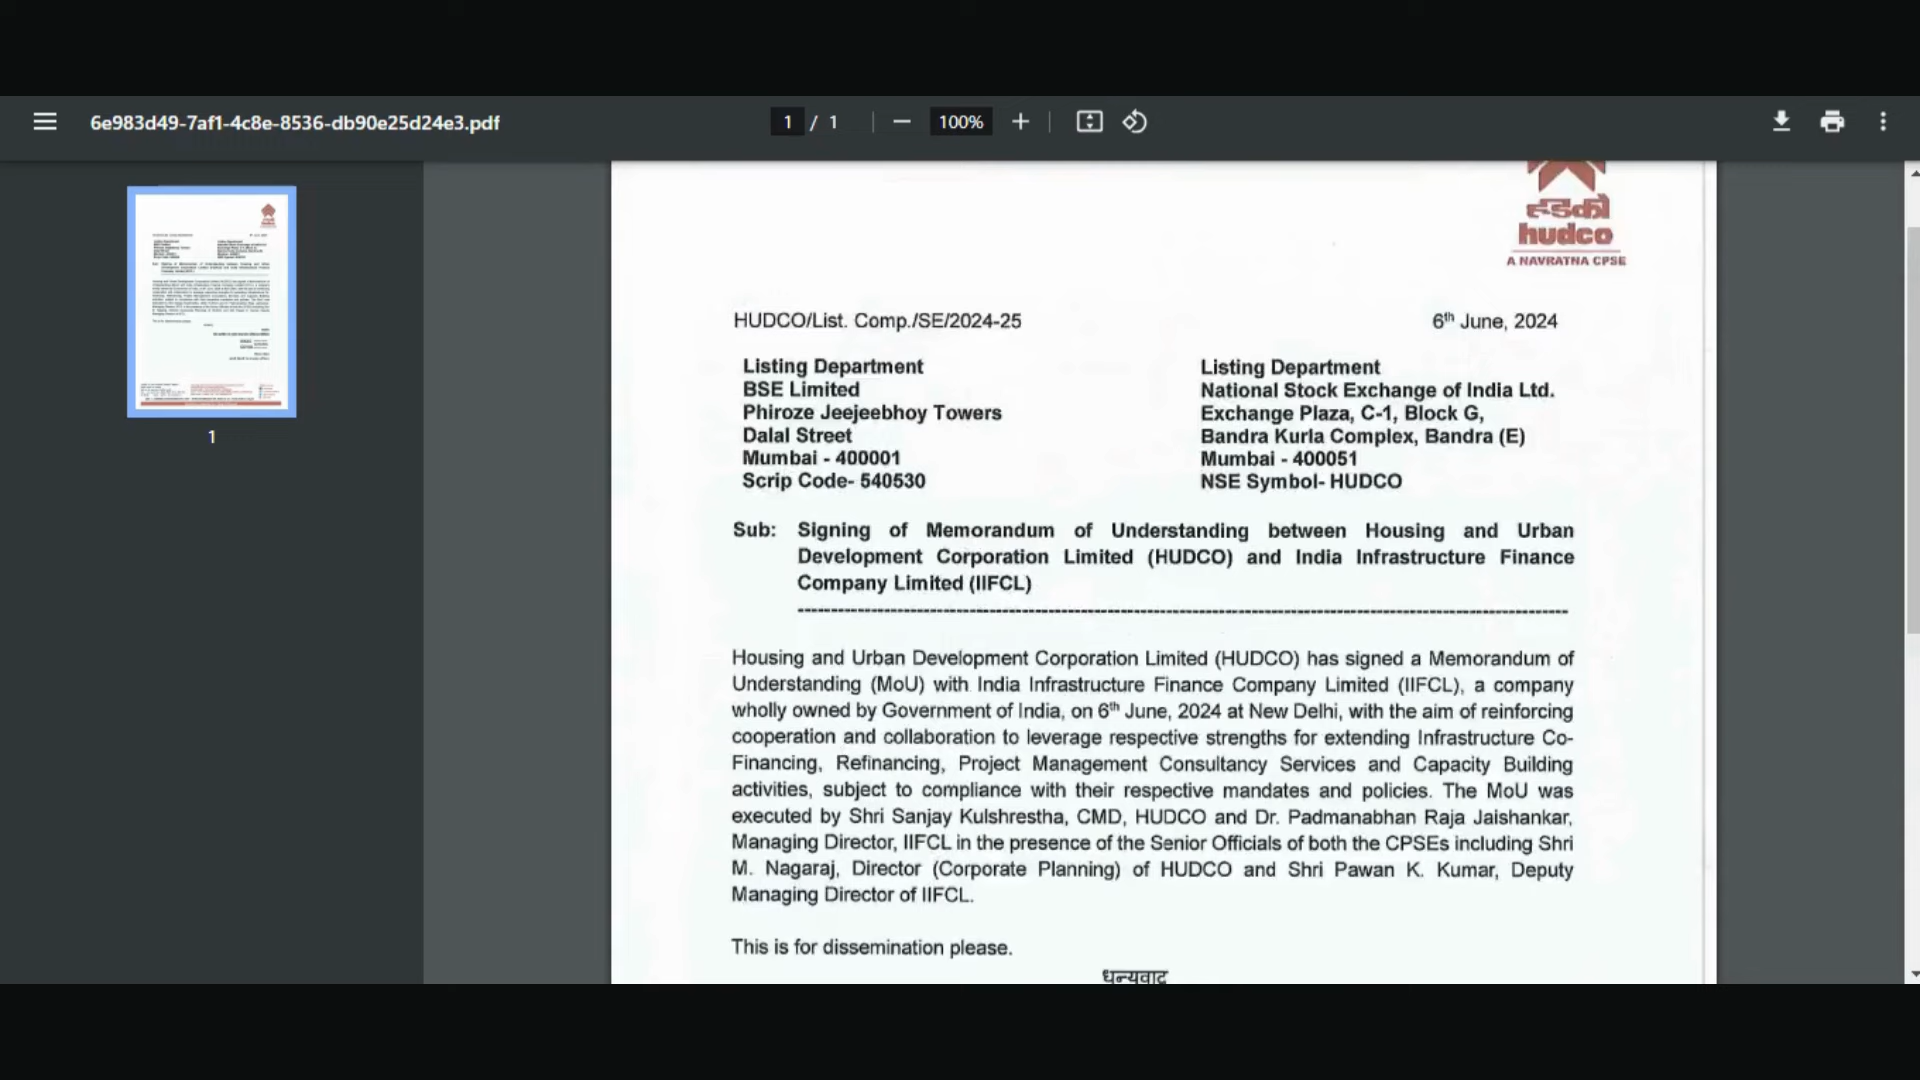 6e983d49-7af1-4c8e-8536-db90e25d24e3.pdf
1 / 1
100%
1
हडको
hudco
A NAVRATNA CPSE
HUDCO/List. Comp./SE/2024-25
6th June, 2024
Listing Department
BSE Limited
Phiroze Jeejeebhoy Towers
Dalal Street
Mumbai - 400001
Scrip Code- 540530
Listing Department
National Stock Exchange of India Ltd.
Exchange Plaza, C-1, Block G,
Bandra Kurla Complex, Bandra (E)
Mumbai - 400051
NSE Symbol- HUDCO
Sub: Signing of Memorandum of Understanding between Housing and Urban
Development Corporation Limited (HUDCO) and India Infrastructure Finance
Company Limited (IIFCL)
Housing and Urban Development Corporation Limited (HUDCO) has signed a Memorandum of
Understanding (MoU) with India Infrastructure Finance Company Limited (IIFCL), a company
wholly owned by Government of India, on 6th June, 2024 at New Delhi, with the aim of reinforcing
cooperation and collaboration to leverage respective strengths for extending Infrastructure Co-
Financing, Refinancing, Project Management Consultancy Services and Capacity Building
activities, subject to compliance with their respective mandates and policies. The MoU was
executed by Shri Sanjay Kulshrestha, CMD, HUDCO and Dr. Padmanabhan Raja Jaishankar,
Managing Director, IIFCL in the presence of the Senior Officials of both the CPSEs including Shri
M. Nagaraj, Director (Corporate Planning) of HUDCO and Shri Pawan K. Kumar, Deputy
Managing Director of IIFCL.
This is for dissemination please.
धन्यवाद